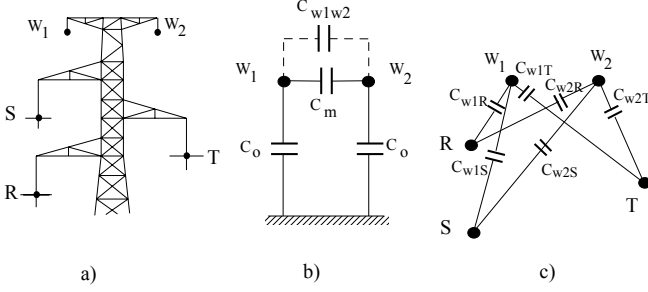 W1 W2
S
T
R
a)
Cw1w2
W1 W2
Cm
Co Co
b)
W1 W2
Cw1T
Cw1R Cw2R Cw2T
R
Cw1S Cw2S
T
S
c)